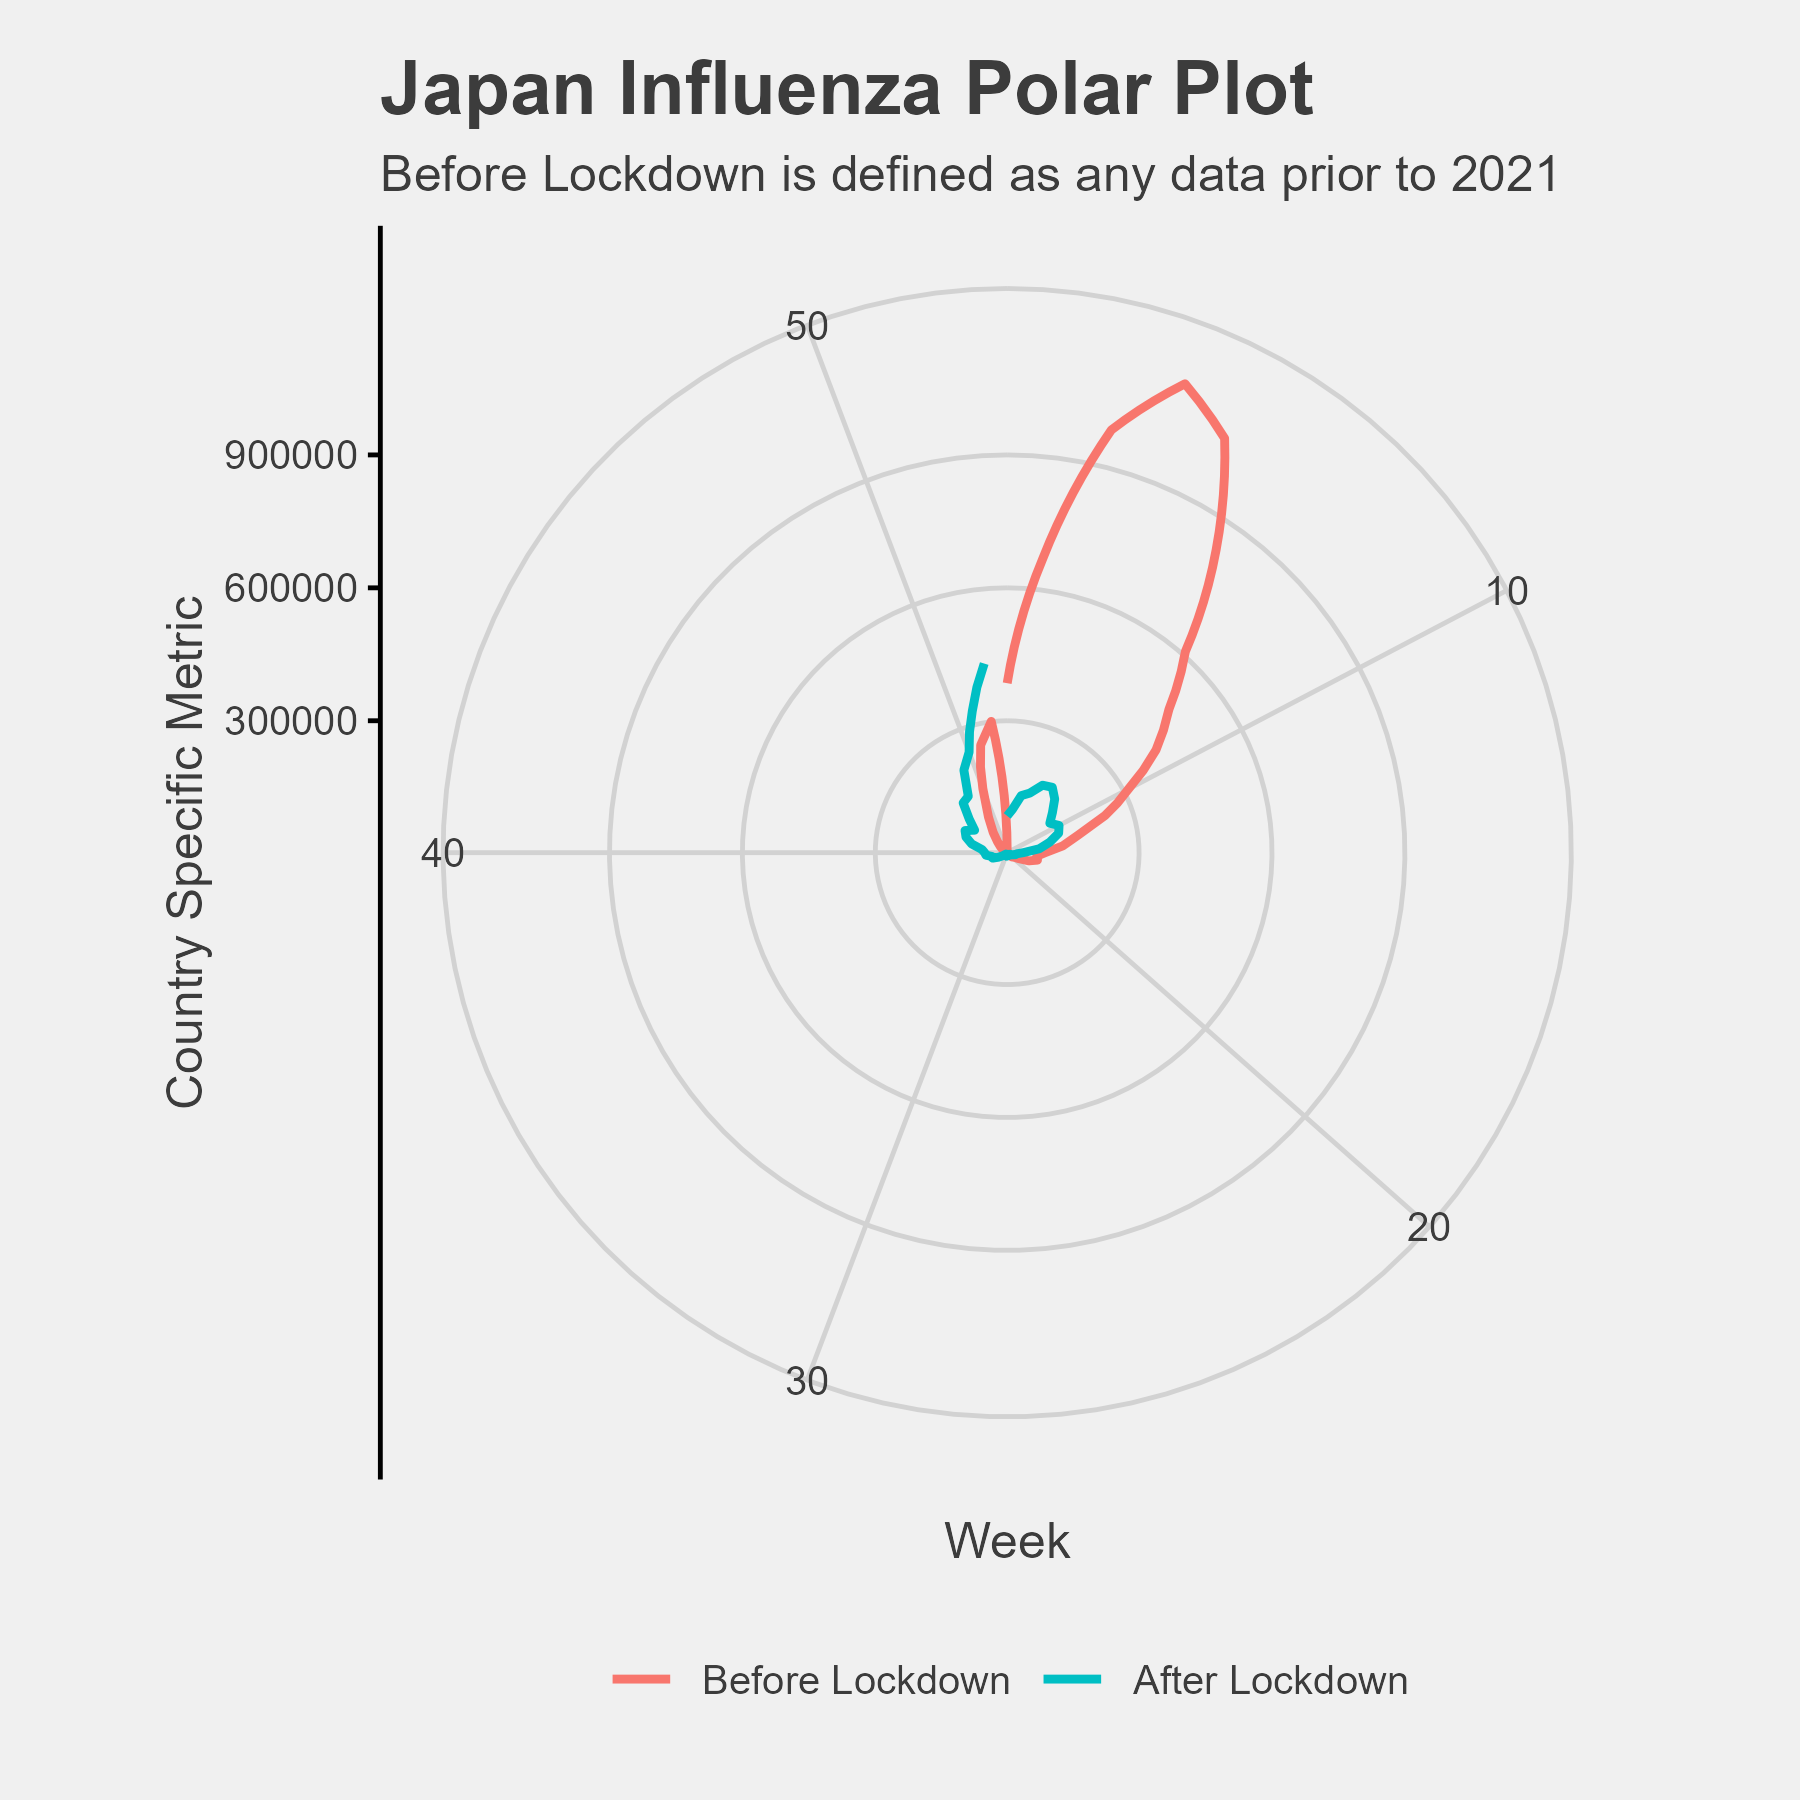 Japan Influenza Polar Plot
Before Lockdown is defined as any data prior to 2021
50
900000
10
600000
Country Specific Metric
300000
40
20
30
Week
Before Lockdown
After Lockdown